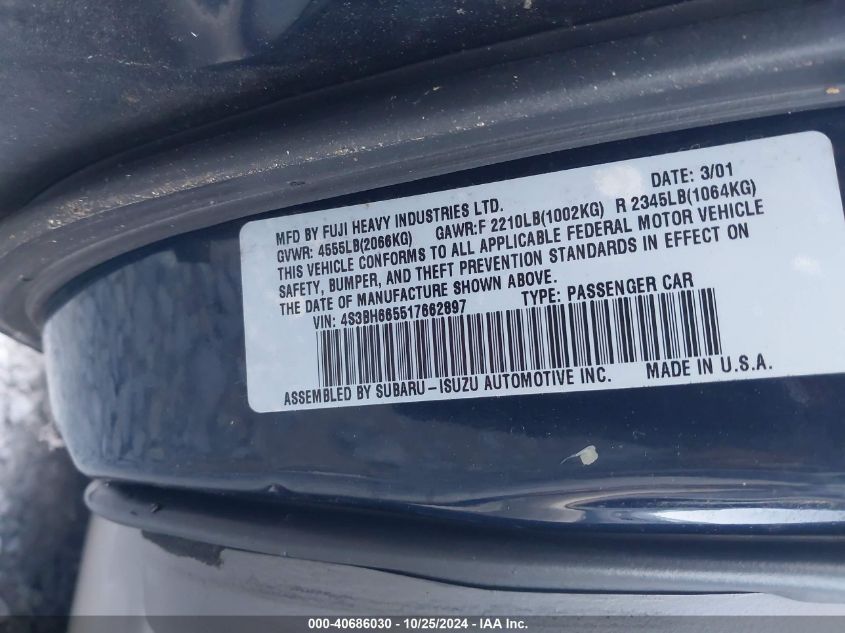 MFD BY FUJI HEAVY INDUSTRIES LTD. DATE: 3/01
GVWR: 4555LB(2066KG) GAWR:F 2210LB(1002KG) R 2345LB(1064KG)
THIS VEHICLE CONFORMS TO ALL APPLICABLE FEDERAL MOTOR VEHICLE
SAFETY, BUMPER, AND THEFT PREVENTION STANDARDS IN EFFECT ON
THE DATE OF MANUFACTURE SHOWN ABOVE.
VIN: 4S3BH665517662897 TYPE: PASSENGER CAR
ASSEMBLED BY SUBARU-ISUZU AUTOMOTIVE INC. MADE IN U.S.A.
000-40686030 - 10/25/2024 - IAA Inc.